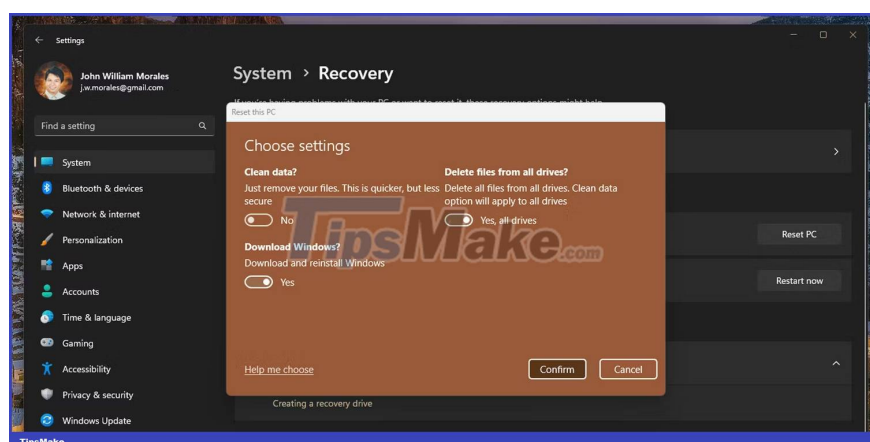 Settings
John William Morales
j.w.morales@gmail.com
Find a setting
System
Bluetooth & devices
Network & internet
Personalization
Apps
Accounts
Time & language
Gaming
Accessibility
Privacy & security
Windows Update
System > Recovery
Reset this PC
Choose settings
Clean data?
Just remove your files. This is quicker, but less
secure
No
Download Windows?
Download and reinstall Windows
Yes
Delete files from all drives?
Delete all files from all drives. Clean data
option will apply to all drives
Yes, all drives
TipsMake.com
Help me choose
Confirm
Cancel
Reset PC
Restart now
Creating a recovery drive
TipsMake